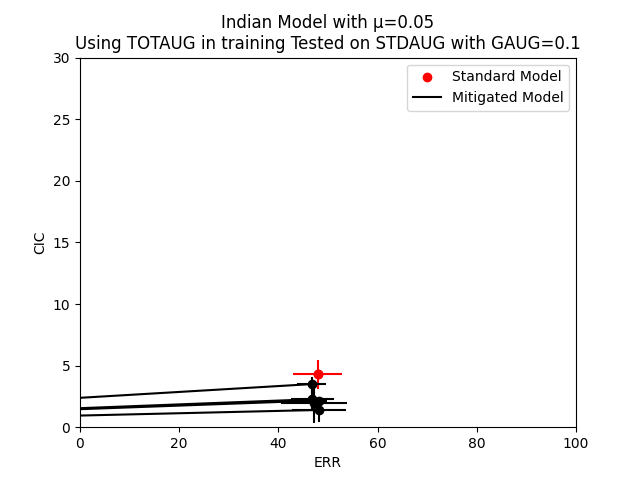 Indian Model with μ=0.05
Using TOTAUG in training Tested on STDAUG with GAUG=0.1
Standard Model
Mitigated Model
30
25
20
15
10
5
0
CIC
0 20 40 60 80 100
ERR